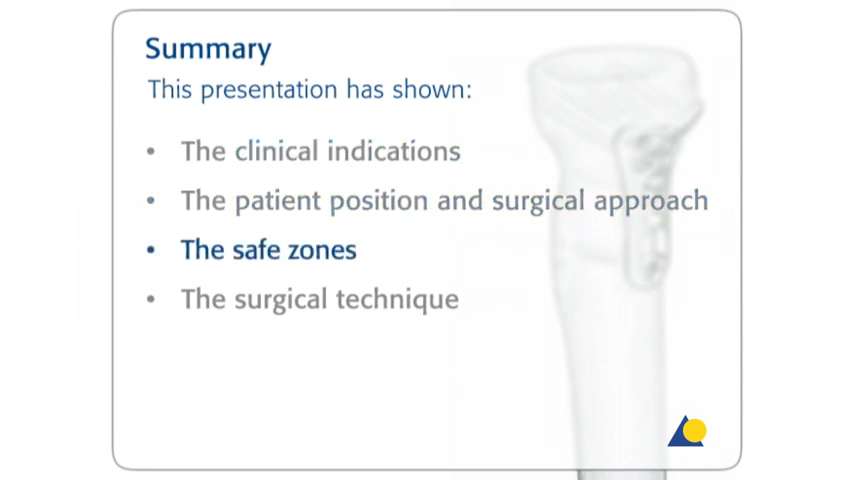 Summary
This presentation has shown:
• The clinical indications
• The patient position and surgical approach
• The safe zones
• The surgical technique